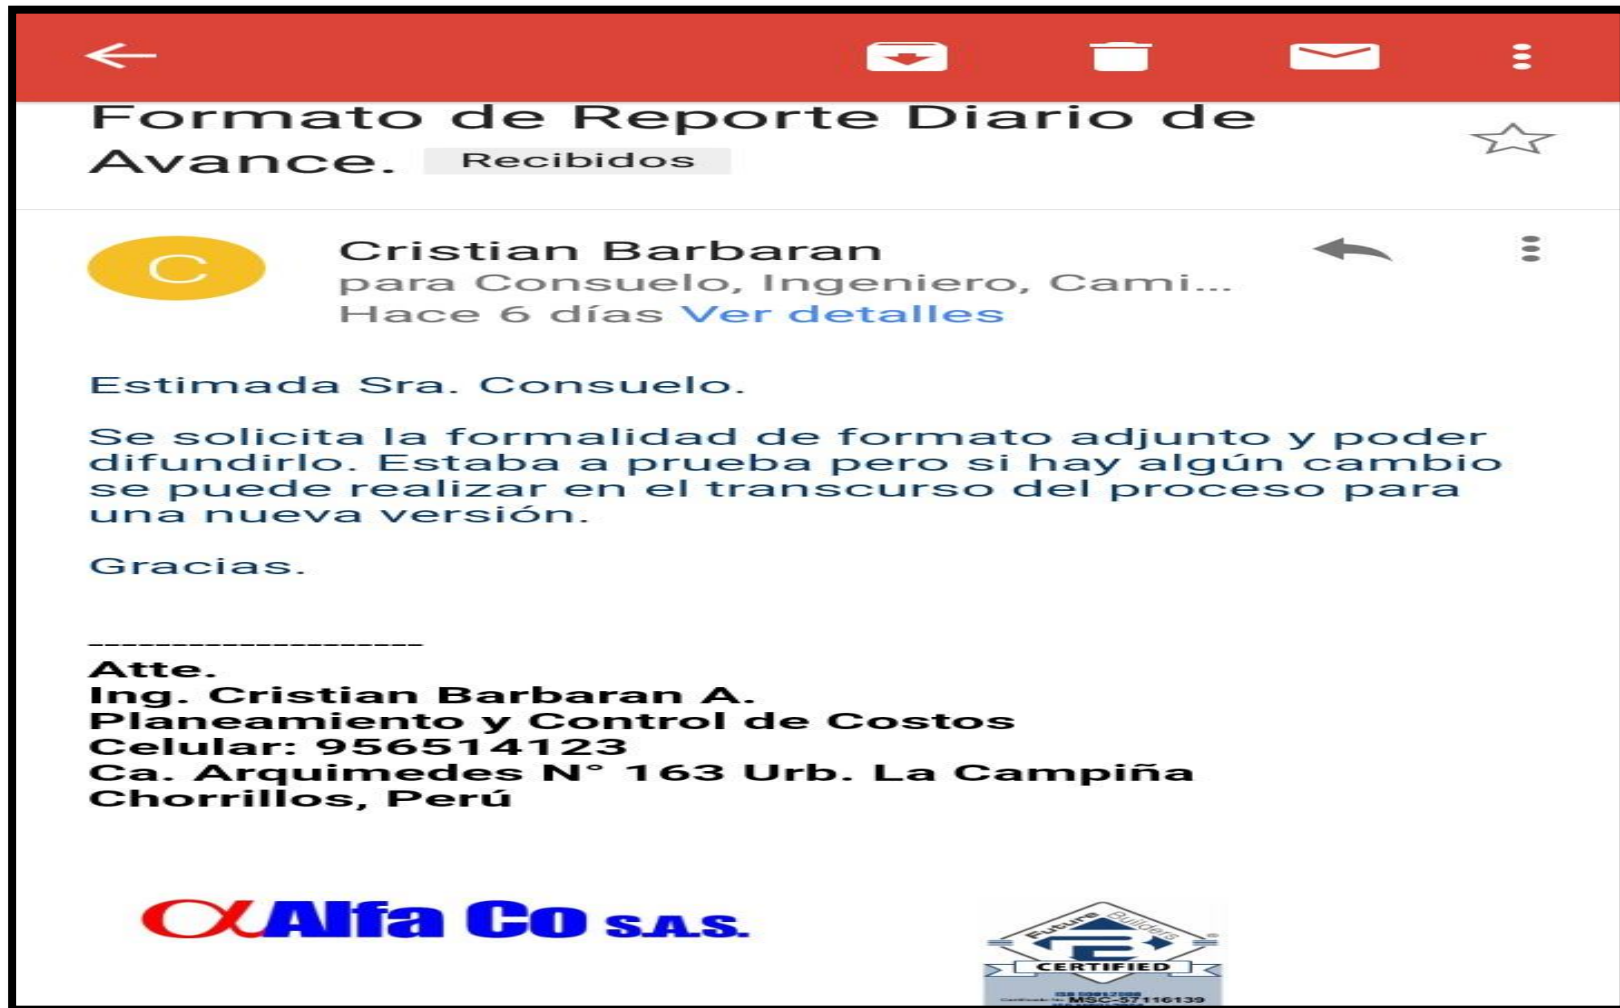 Formato de Reporte Diario de
Avance. Recibidos
C
Cristian Barbaran
para Consuelo, Ingeniero, Cami...
Hace 6 días Ver detalles
Estimada Sra. Consuelo.
Se solicita la formalidad de formato adjunto y poder
difundirlo. Estaba a prueba pero si hay algún cambio
se puede realizar en el transcurso del proceso para
una nueva versión.
Gracias.
--------------------
Atte.
Ing. Cristian Barbaran A.
Planeamiento y Control de Costos
Celular: 956514123
Ca. Arquimedes N° 163 Urb. La Campiña
Chorrillos, Perú
αAlfa Co S.A.S.
Future Builders ®
CERTIFIED
MSC-57116139